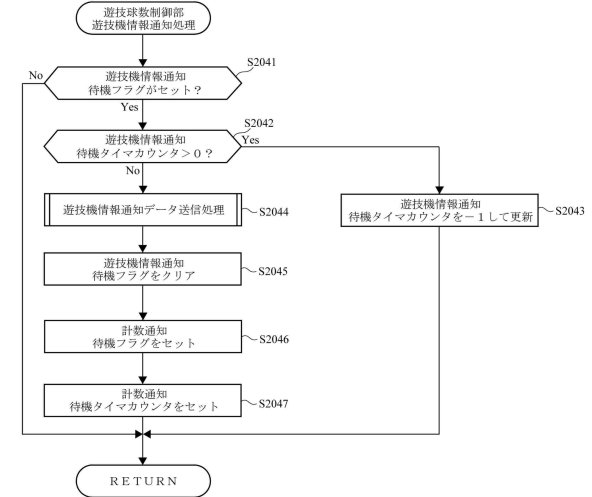 遊技球数制御部
遊技機情報通知処理
S2041
No
遊技機情報通知
待機フラグがセット？
Yes
S2042
遊技機情報通知
待機タイマカウンタ＞０？
Yes
No
遊技機情報通知データ送信処理
S2044
遊技機情報通知
待機タイマカウンタを－１して更新
S2043
遊技機情報通知
待機フラグをクリア
S2045
計数通知
待機フラグをセット
S2046
計数通知
待機タイマカウンタをセット
S2047
ＲＥＴＵＲＮ